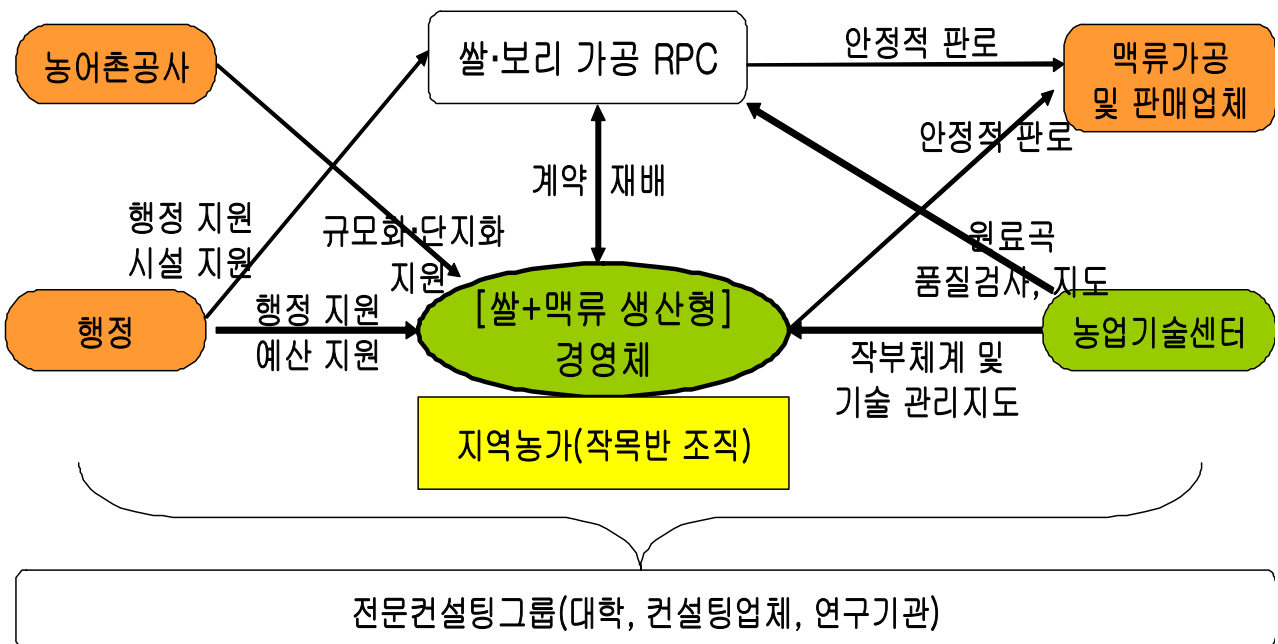 농어촌공사
쌀·보리 가공 RPC
안정적 판로
맥류가공
및 판매업체
안정적 판로
계약 재배
행정 지원
시설 지원
규모화·단지화
지원
원료곡
품질검사, 지도
행정
행정 지원
예산 지원
[쌀+맥류 생산형]
경영체
농업기술센터
작부체계 및
기술 관리지도
지역농가(작목반 조직)
전문컨설팅그룹(대학, 컨설팅업체, 연구기관)